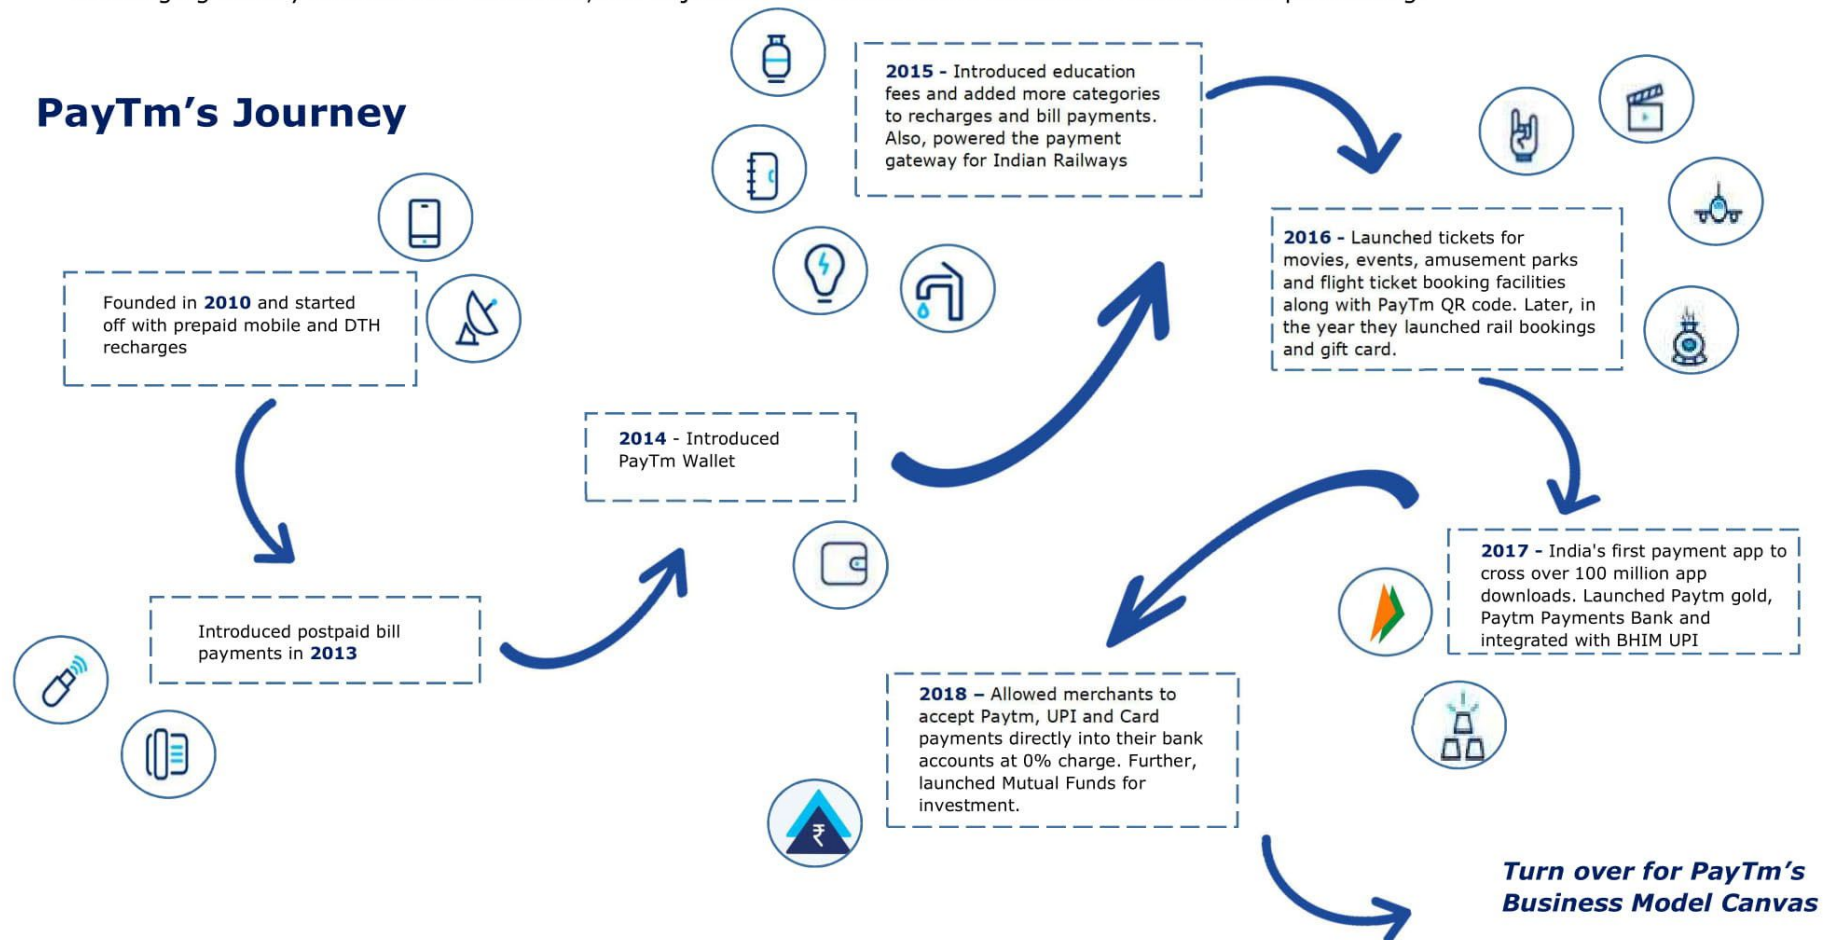 PayTm's Journey
Founded in 2010 and started
off with prepaid mobile and DTH
recharges
Introduced postpaid bill
payments in 2013
2014 - Introduced
PayTm Wallet
2015 - Introduced education
fees and added more categories
to recharges and bill payments.
Also, powered the payment
gateway for Indian Railways
2016 - Launched tickets for
movies, events, amusement parks
and flight ticket booking facilities
along with PayTm QR code. Later, in
the year they launched rail bookings
and gift card.
2017 - India's first payment app to
cross over 100 million app
downloads. Launched Paytm gold,
Paytm Payments Bank and
integrated with BHIM UPI
2018 – Allowed merchants to
accept Paytm, UPI and Card
payments directly into their bank
accounts at 0% charge. Further,
launched Mutual Funds for
investment.
₹
Turn over for PayTm's
Business Model Canvas